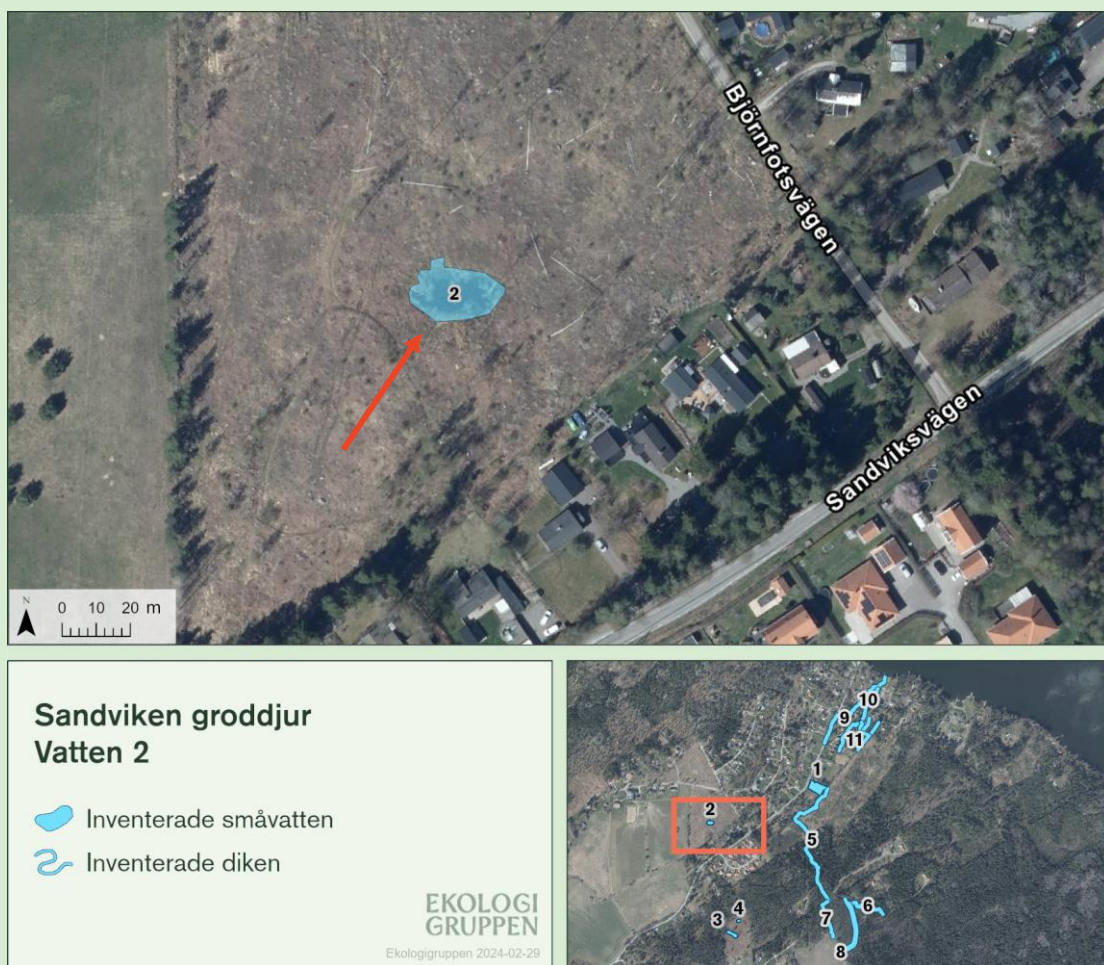 Björnfotsvägen
2
Sandviksvägen
N
0 10 20 m
Sandviken groddjur
Vatten 2
Inventerade småvatten
Inventerade diken
EKOLOGI
GRUPPEN
Ekologigruppen 2024-02-29
10
9
11
1
2
5
4
3
7
6
8